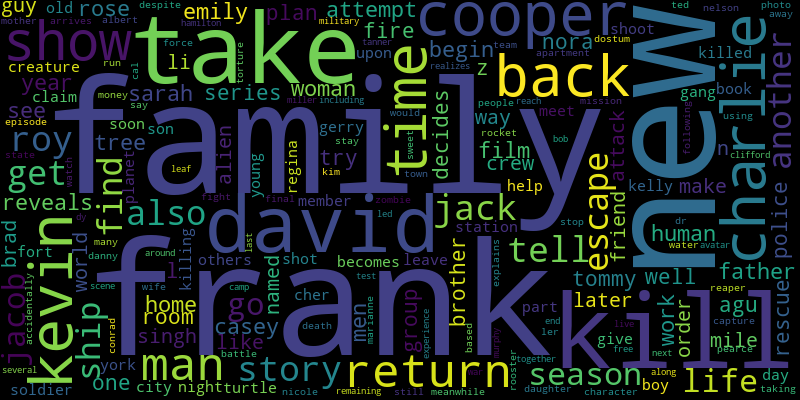 guy old rose emily plan attempt cooper new charlie photo
mother arrives albert military despite ted nelson away
show take fire nora shoot dostum killed
creature li upon begin z apartment team realizes
year sarah series woman back people reach mission gang book another
claim family time way meet using
see soon named decides film rocket bob
episode say money miller including would crew town clifford
roy tree son gerry stay sweet help
state planet alien try regina young kim escape friend attack kelly make police
get find leaf fight final zombie
reveals also david jack station human dr water avatar
kevin member tell stop following
brad world killing others shot becomes leave explains tommy well father
fort many danny around led test last
jacob ship l frank kill reaper rescuer
accidentally scene wife camp cher brother part later agu
home go named men group
singh room casey like death battle marianne experience based end ler order work mile
conrad murphy together give free live capture pearce
man story return season life day
several york nightturtle rooster next along
one city nicole remaining still meanwhile her daughter character boy taking
soldier
cal torture hamilton run force tanner dy watch